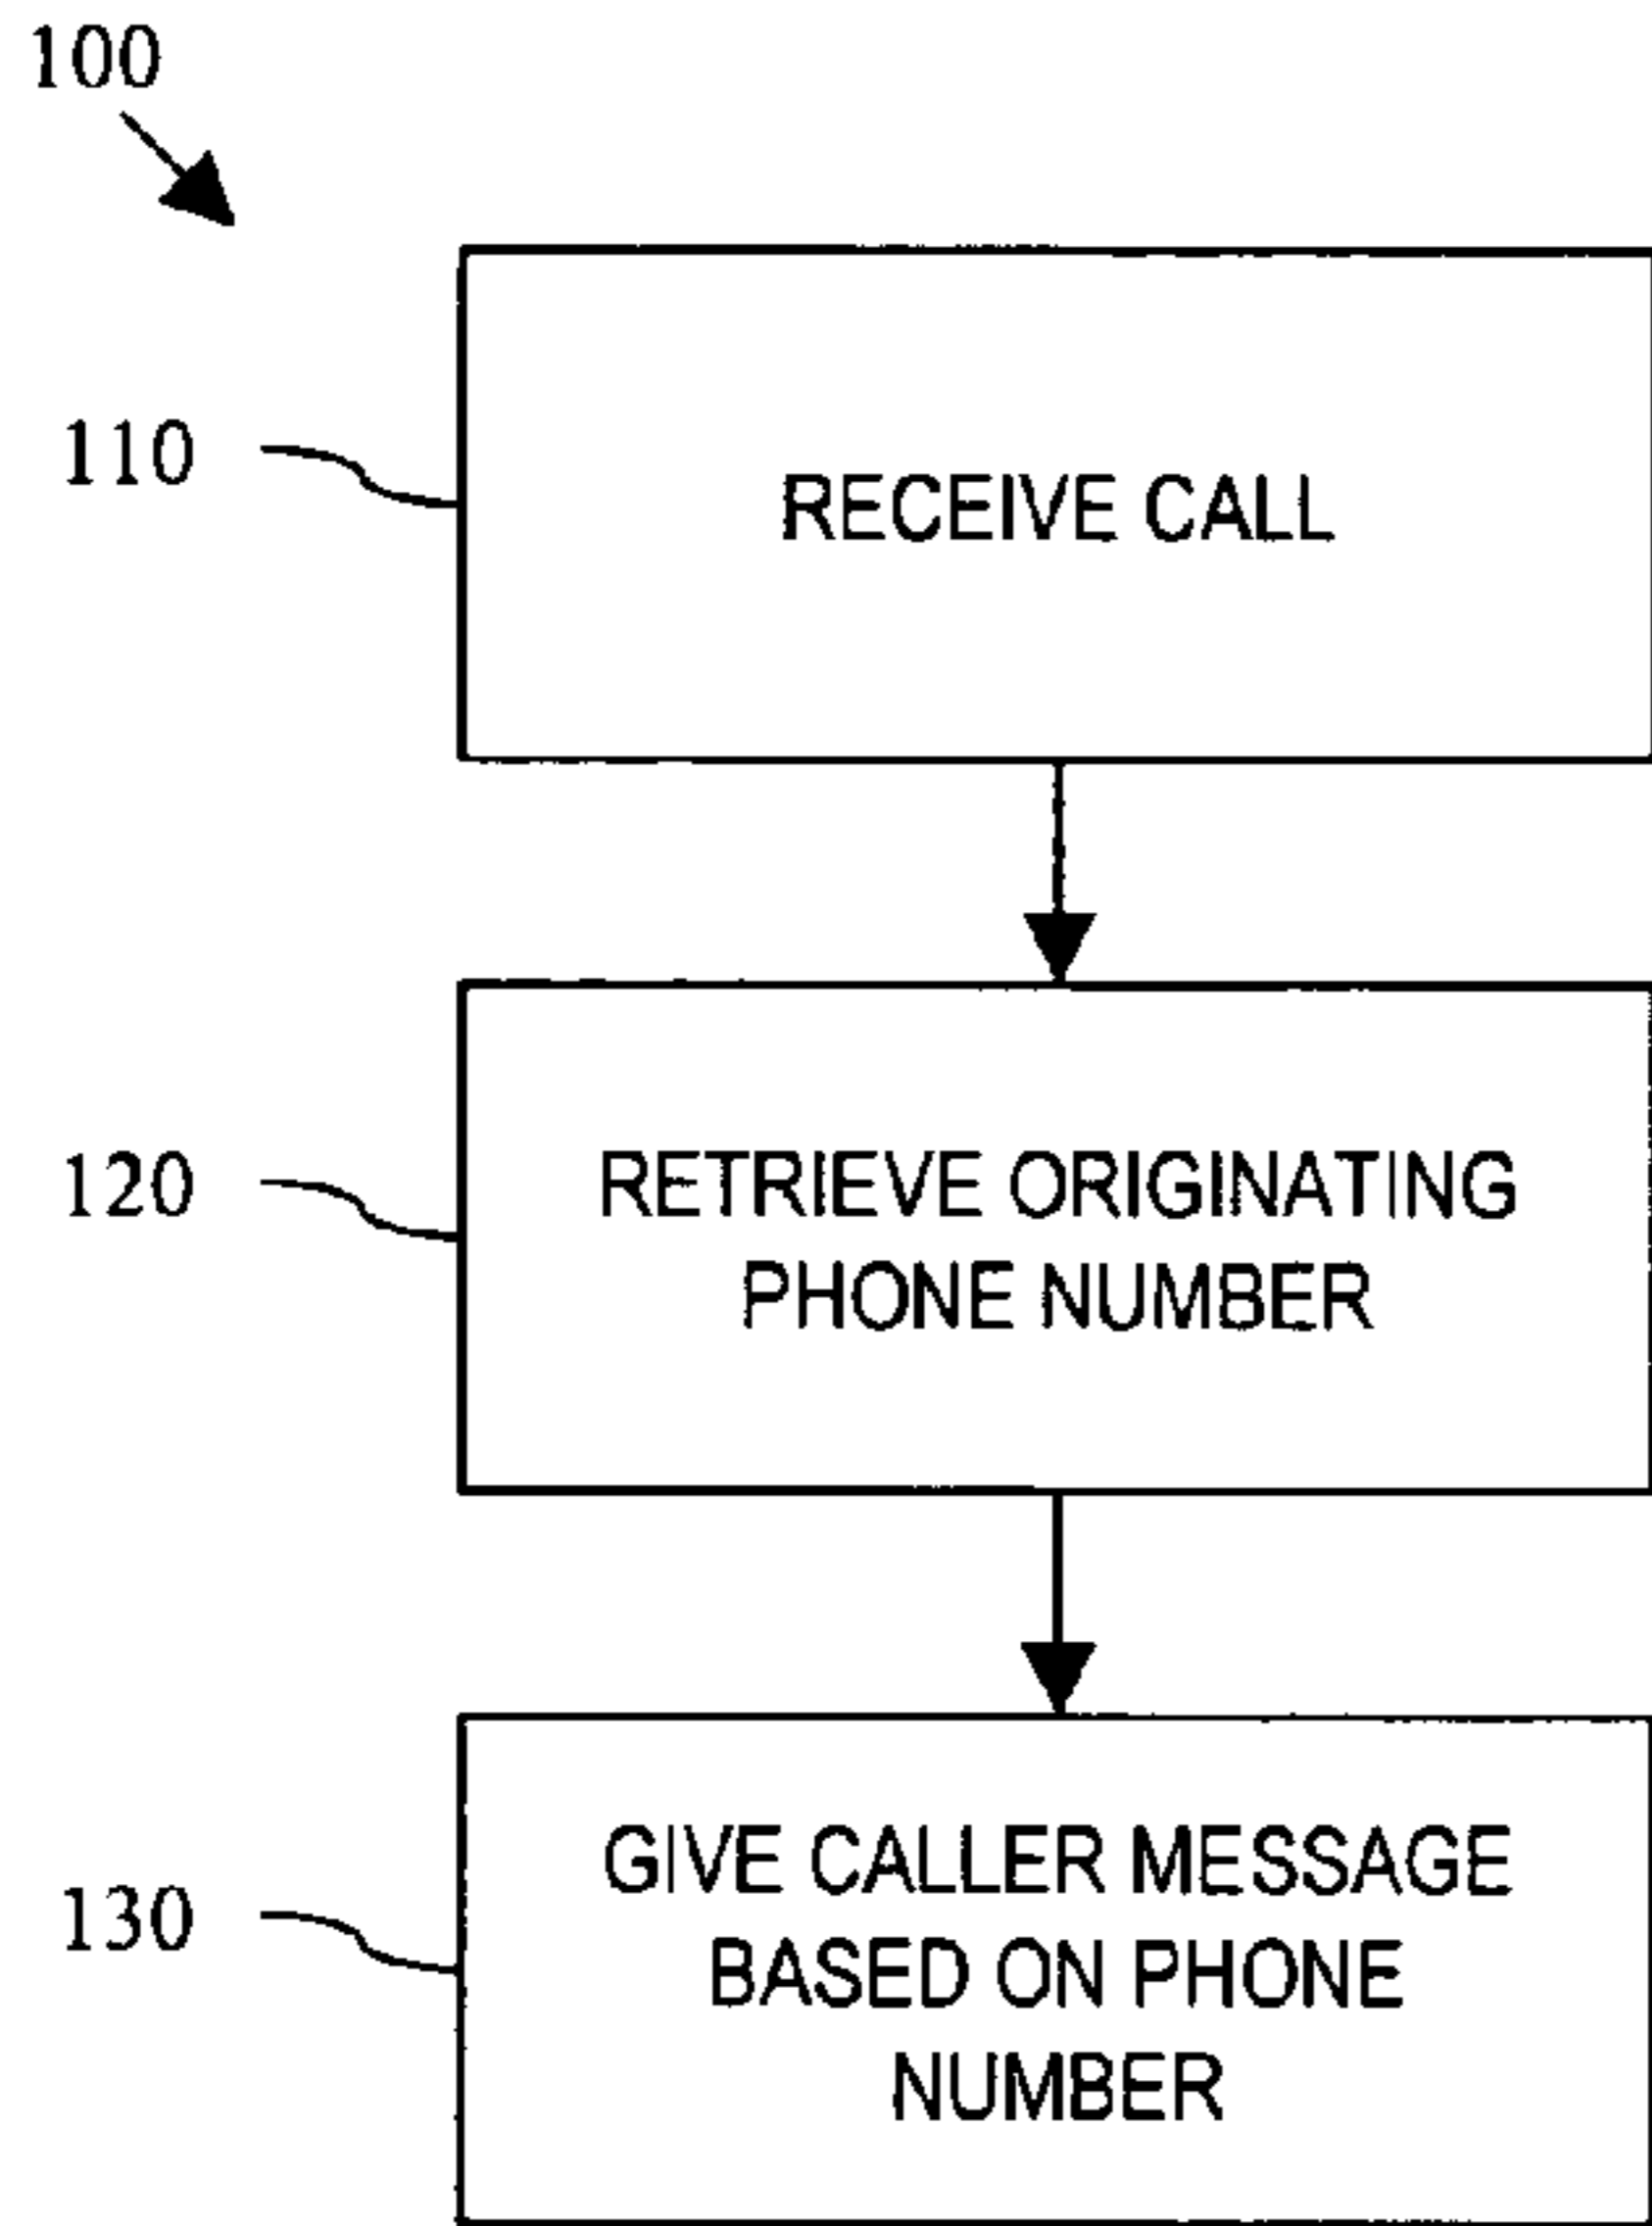 100
110
RECEIVE CALL
120
RETRIEVE ORIGINATING
PHONE NUMBER
130
GIVE CALLER MESSAGE
BASED ON PHONE
NUMBER